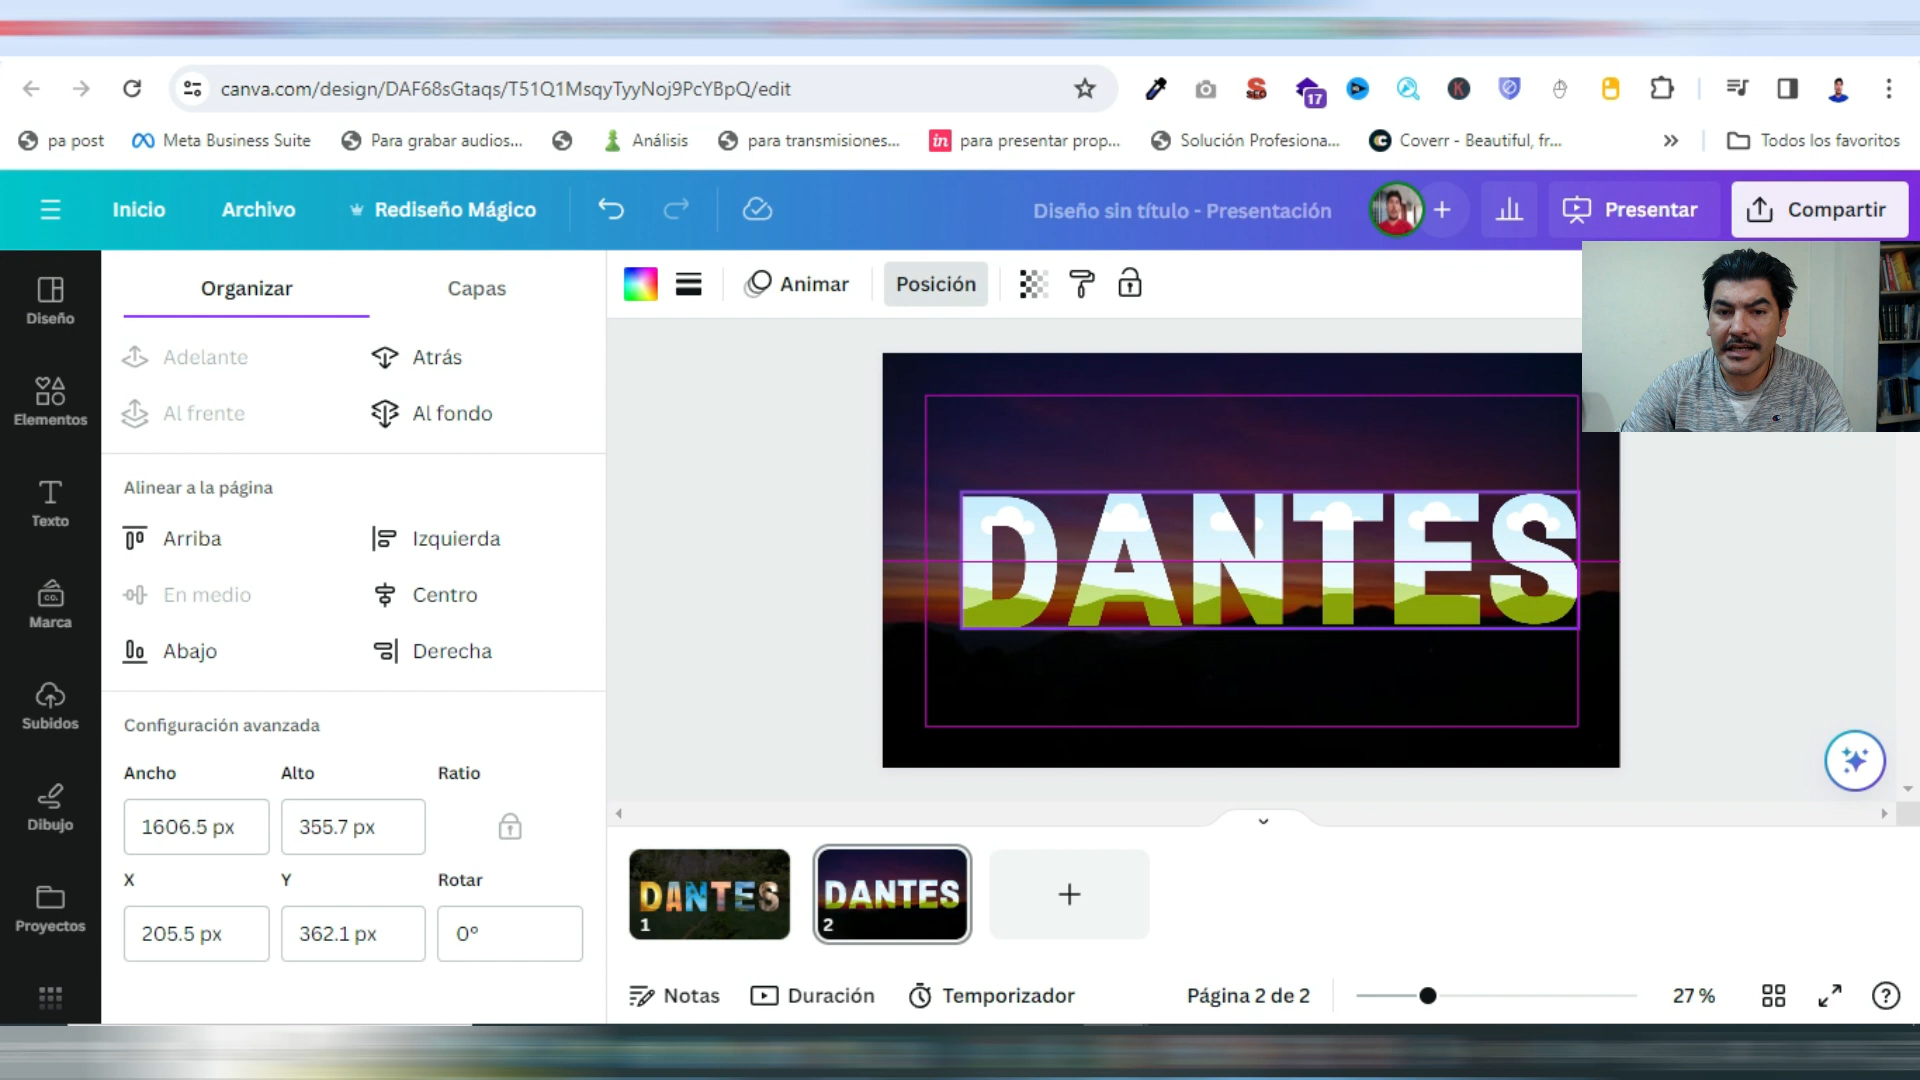 canva.com/design/DAF68sGtaqs/T51Q1MsqyTyyNoj9PcYBpQ/edit
SEO
17
K
pa post
Meta Business Suite
Para grabar audios...
Análisis
para transmisiones...
in
para presentar prop...
Solución Profesiona...
Coverr - Beautiful, fr...
Todos los favoritos
Inicio
Archivo
Rediseño Mágico
Diseño sin título - Presentación
Presentar
Compartir
Diseño
Elementos
Texto
CO.
Marca
Subidos
Dibujo
Proyectos
Organizar
Capas
Adelante
Atrás
Al frente
Al fondo
Alinear a la página
Arriba
Izquierda
En medio
Centro
Abajo
Derecha
Configuración avanzada
Ancho
Alto
Ratio
1606.5 px
355.7 px
X
Y
Rotar
205.5 px
362.1 px
0°
Animar
Posición
DANTES
DANTES
1
DANTES
2
Notas
Duración
Temporizador
Página 2 de 2
27 %